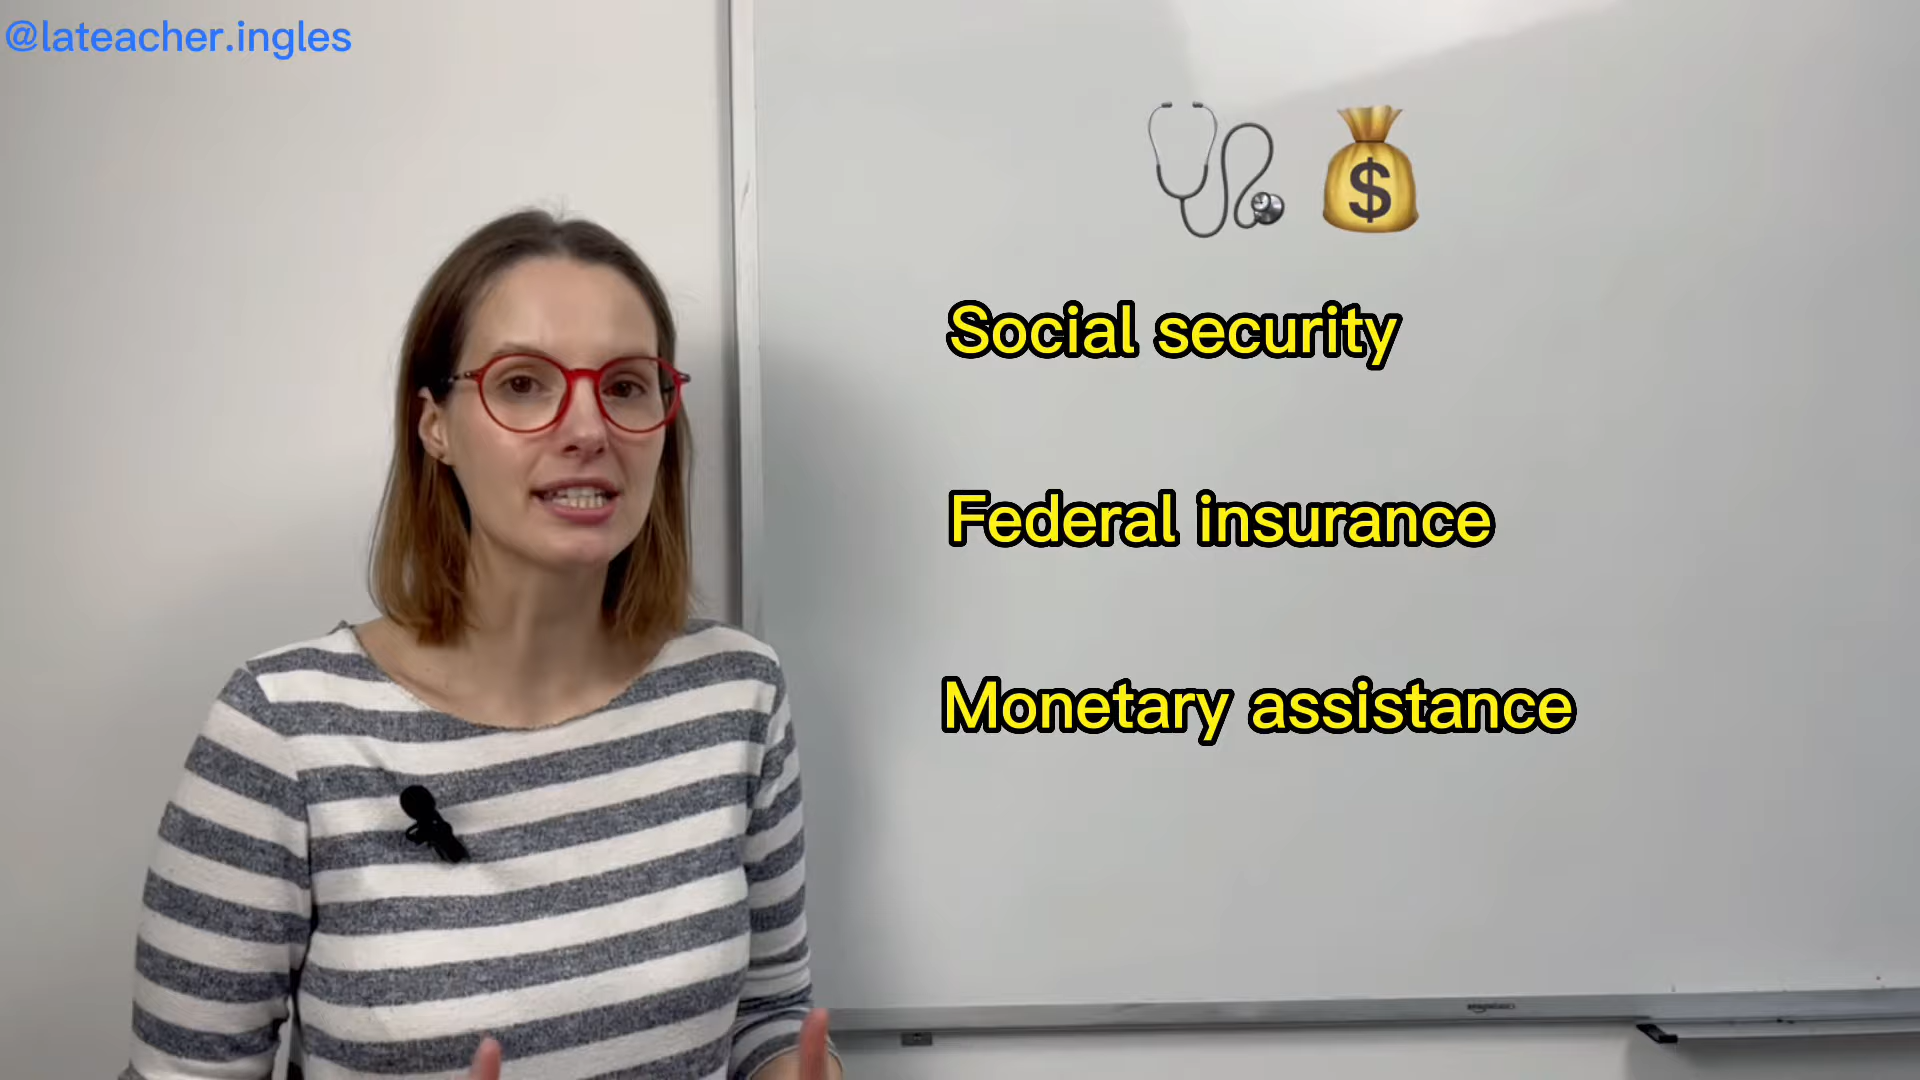 @lateacher.ingles
$
Social security
Federal insurance
Monetary assistance